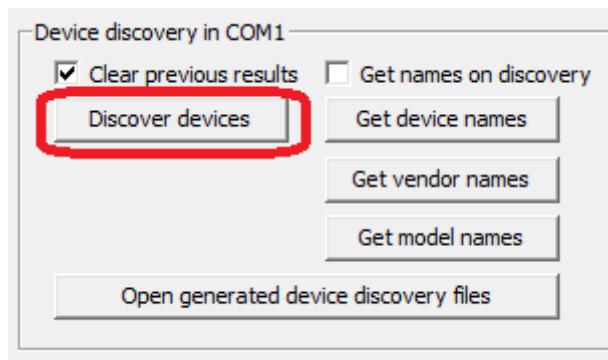 Device discovery in COM1
Clear previous results
Get names on discovery
Discover devices
Get device names
Get vendor names
Get model names
Open generated device discovery files